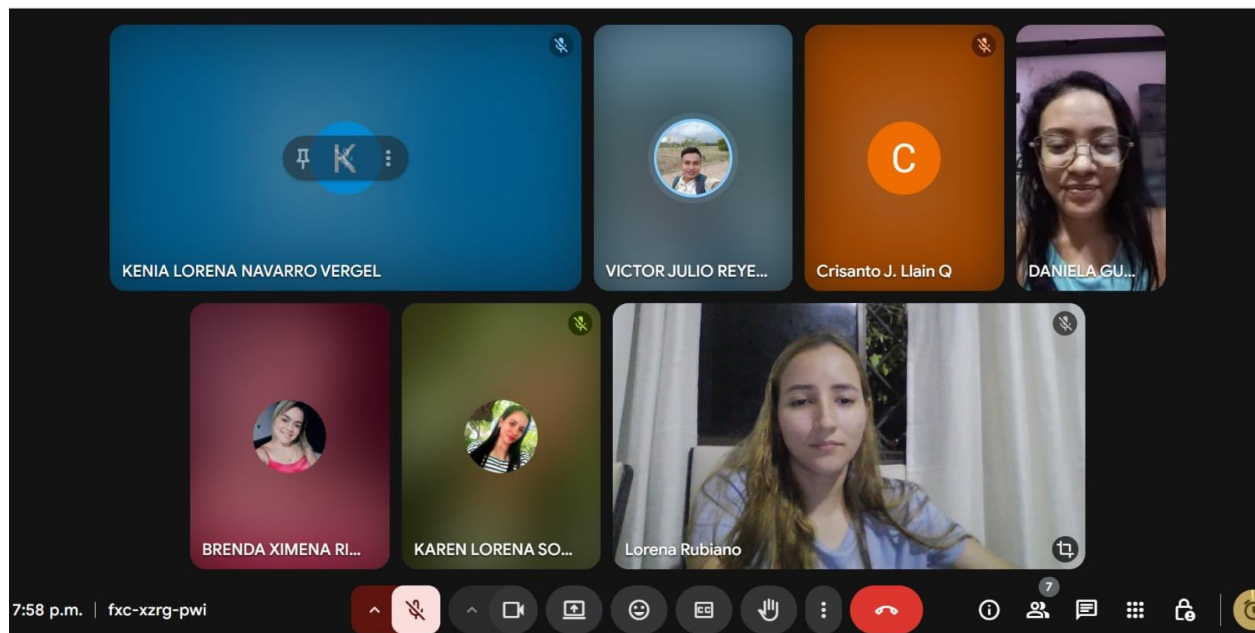 K
KENIA LORENA NAVARRO VERGEL
VICTOR JULIO REYE...
C
Crisanto J. Llain Q
DANIELA GU...
BRENDA XIMENA RI...
KAREN LORENA SO...
Lorena Rubiano
7:58 p.m. | fxc-xzrg-pwi
CC
7